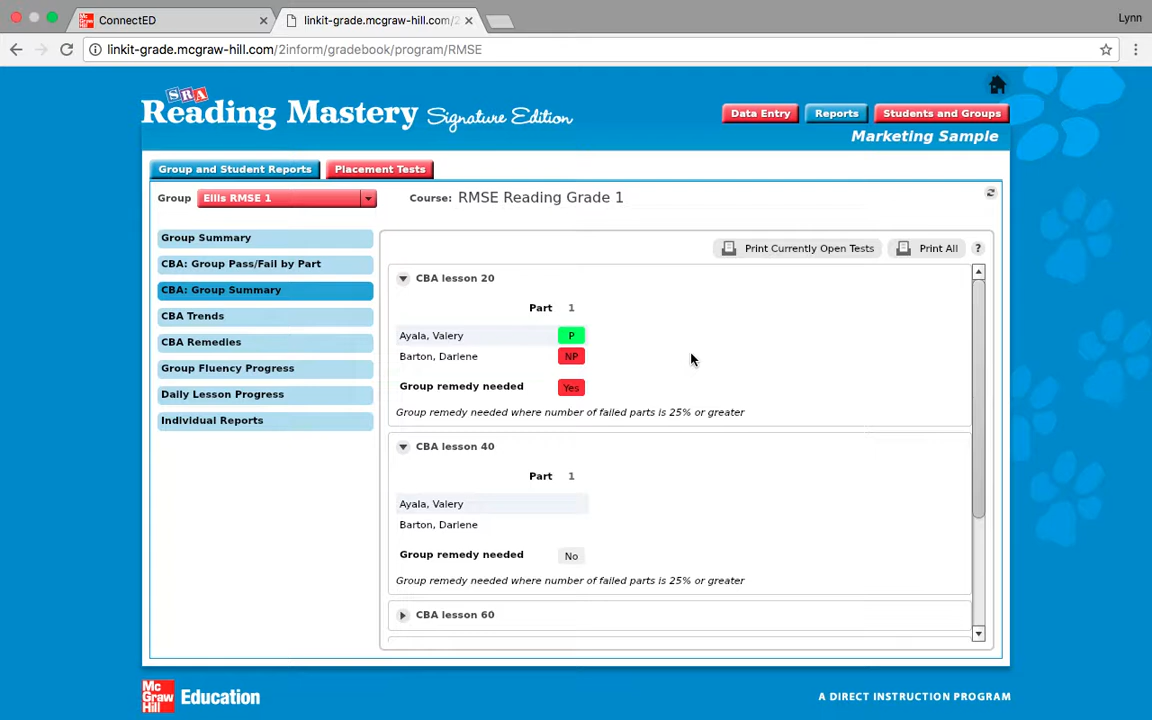 ConnectED
linkit-grade.mcgraw-hill.com/2
Lynn
linkit-grade.mcgraw-hill.com/2inform/gradebook/program/RMSE
SRA
Reading Mastery Signature Edition
Data Entry Reports Students and Groups
Marketing Sample
Group and Student Reports Placement Tests
Group Ellis RMSE 1 Course: RMSE Reading Grade 1
Group Summary
CBA: Group Pass/Fail by Part
CBA: Group Summary
CBA Trends
CBA Remedies
Group Fluency Progress
Daily Lesson Progress
Individual Reports
Print Currently Open Tests Print All ?
CBA lesson 20
Part 1
Ayala, Valery P
Barton, Darlene NP
Group remedy needed Yes
Group remedy needed where number of failed parts is 25% or greater
CBA lesson 40
Part 1
Ayala, Valery
Barton, Darlene
Group remedy needed No
Group remedy needed where number of failed parts is 25% or greater
CBA lesson 60
Mc
Graw
Hill
Education
A DIRECT INSTRUCTION PROGRAM